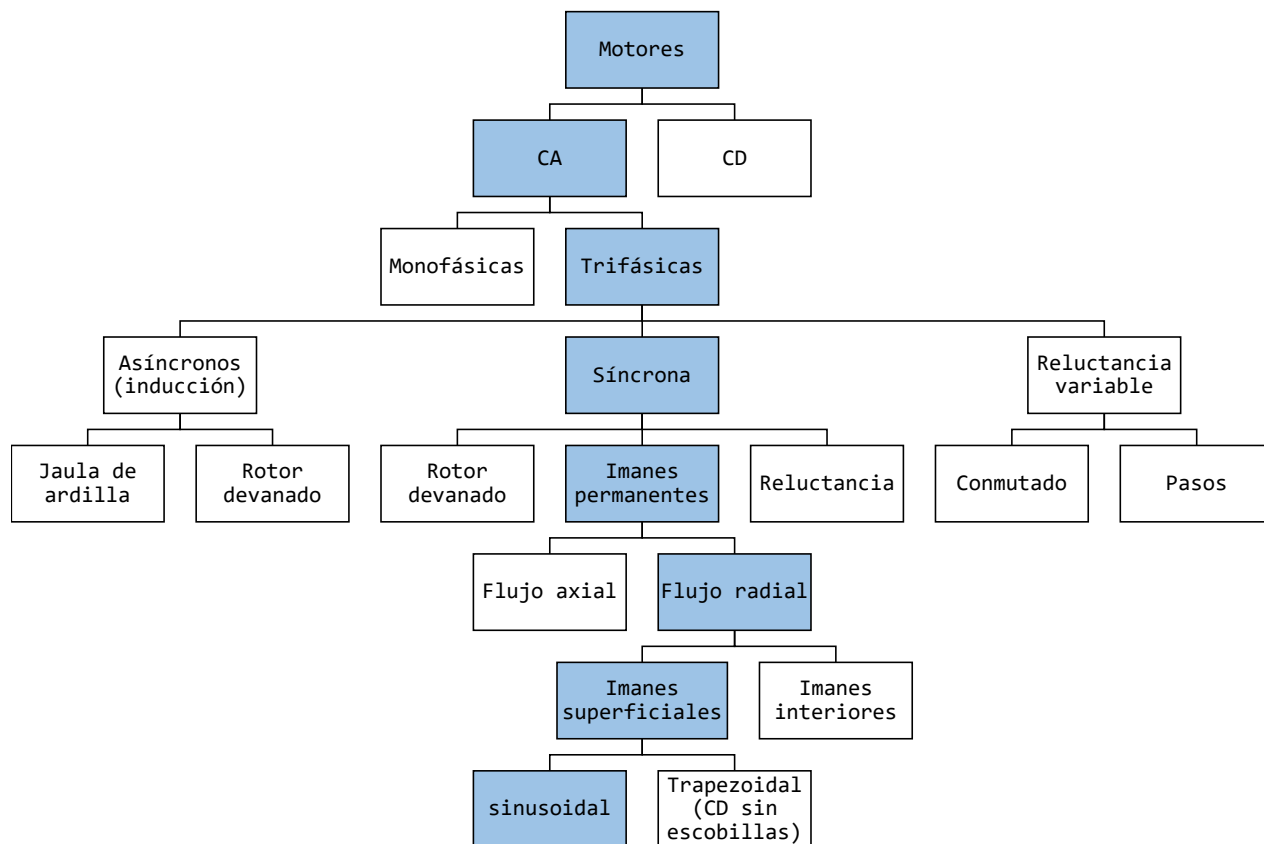 Motores
CA
CD
Monofásicas
Trifásicas
Asíncronos
(inducción)
Síncrona
Reluctancia
variable
Jaula de
ardilla
Rotor
devanado
Rotor
devanado
Imanes
permanentes
Reluctancia
Conmutado
Pasos
Flujo axial
Flujo radial
Imanes
superficiales
Imanes
interiores
sinusoidal
Trapezoidal
(CD sin
escobillas)